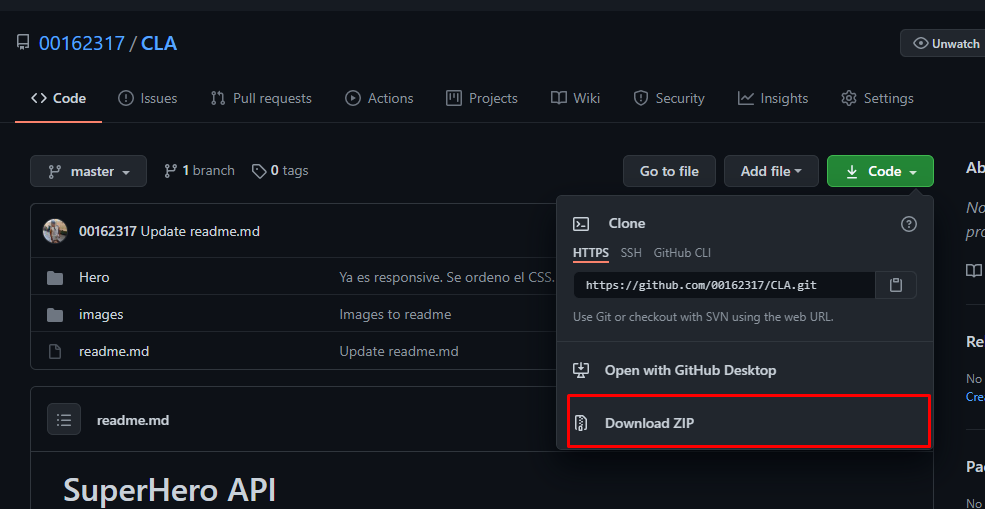 00162317 / CLA
Unwatch
Code Issues Pull requests Actions Projects Wiki Security Insights Settings
master 1 branch 0 tags Go to file Add file Code
00162317 Update readme.md
Hero Ya es responsive. Se ordeno el CSS.
images Images to readme
readme.md Update readme.md
readme.md
SuperHero API
Clone
HTTPS SSH GitHub CLI
https://github.com/00162317/CLA.git
Use Git or checkout with SVN using the web URL.
Open with GitHub Desktop
Download ZIP
Ab
No
pro
Re
No
Cre
Pa
No